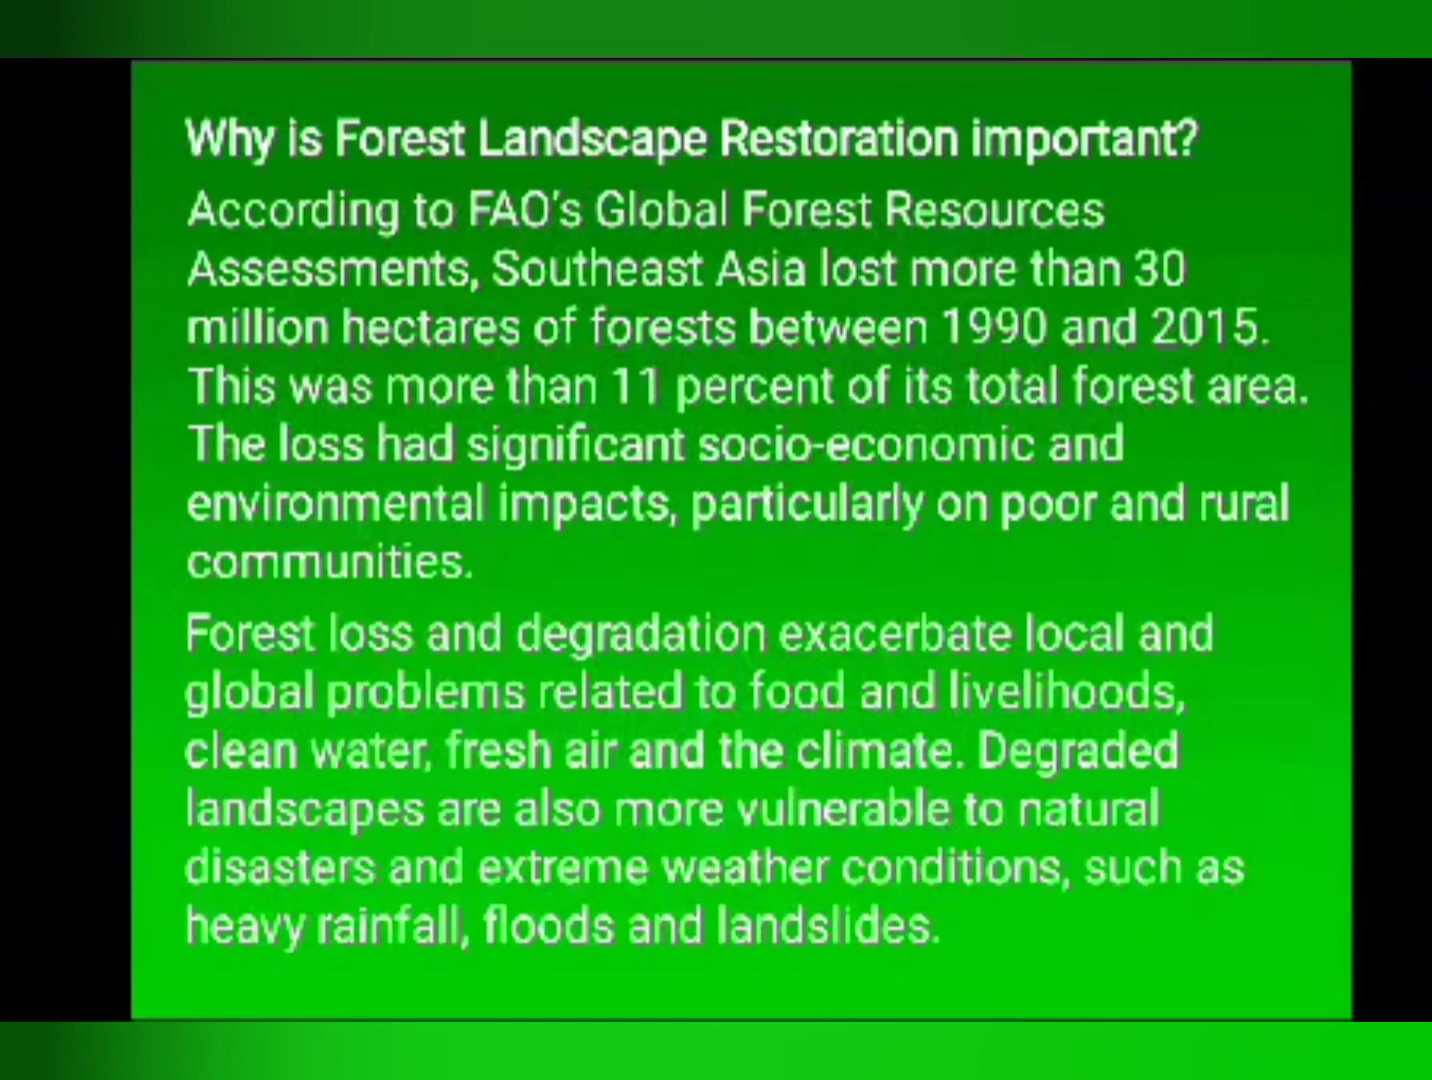 Why is Forest Landscape Restoration important?
According to FAO's Global Forest Resources
Assessments, Southeast Asia lost more than 30
million hectares of forests between 1990 and 2015.
This was more than 11 percent of its total forest area.
The loss had significant socio-economic and
environmental impacts, particularly on poor and rural
communities.
Forest loss and degradation exacerbate local and
global problems related to food and livelihoods,
clean water, fresh air and the climate. Degraded
landscapes are also more vulnerable to natural
disasters and extreme weather conditions, such as
heavy rainfall, floods and landslides.